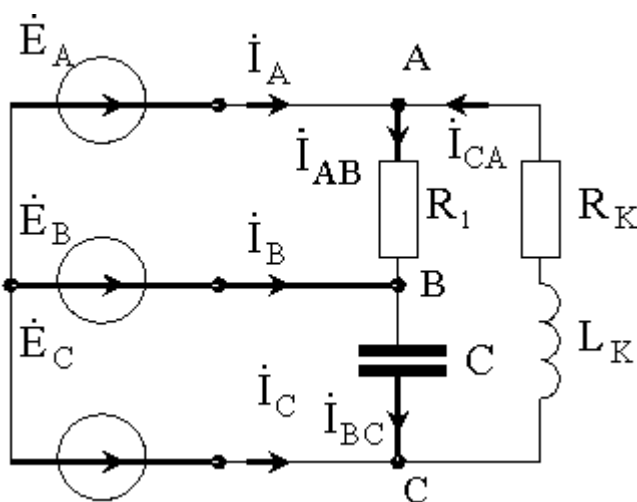 Ė_A
İ_A
A
İ_AB
İ_CA
R_1
R_K
Ė_B
İ_B
B
Ė_C
C
L_K
İ_C
İ_BC
C